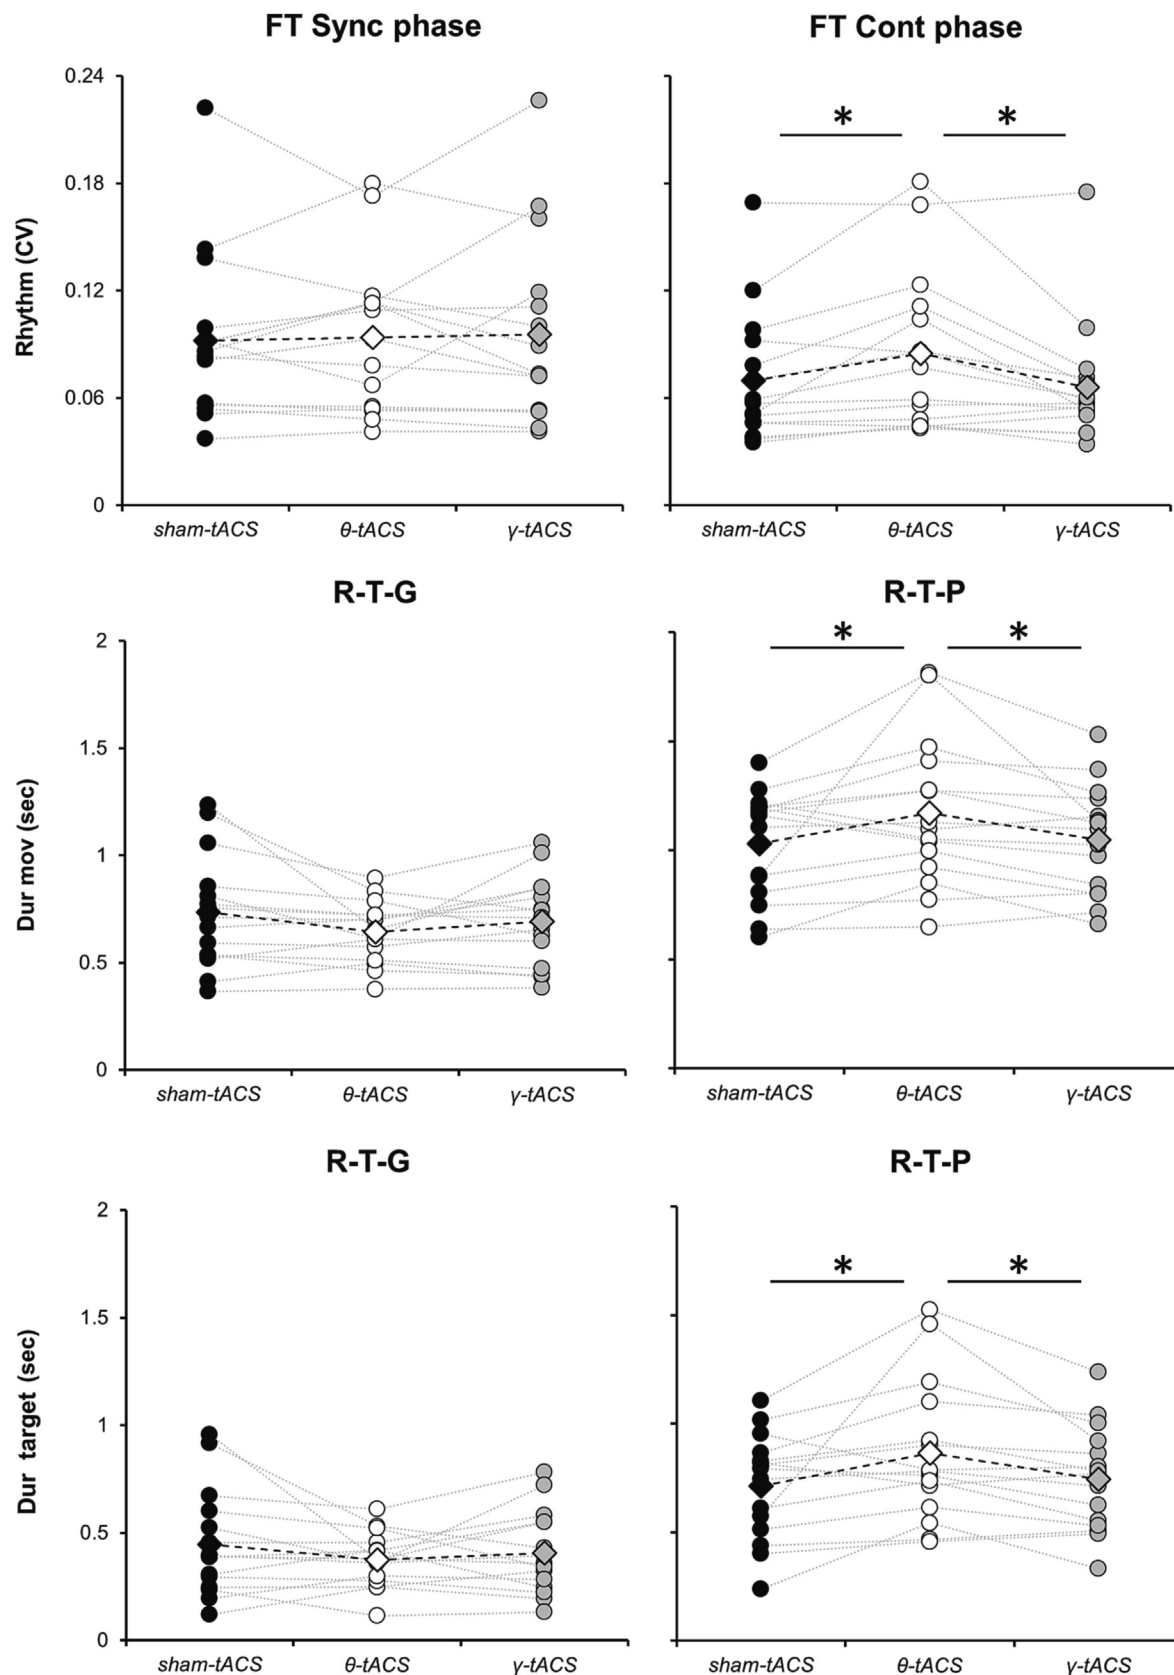 FT Sync phase
FT Cont phase
0.24
0.18
0.12
0.06
0
Rhythm (CV)
*
*
sham-tACS
θ-tACS
γ-tACS
sham-tACS
θ-tACS
γ-tACS
R-T-G
R-T-P
2
1.5
1
0.5
0
Dur mov (sec)
*
*
sham-tACS
θ-tACS
γ-tACS
sham-tACS
θ-tACS
γ-tACS
R-T-G
R-T-P
2
1.5
1
0.5
0
Dur target (sec)
*
*
sham-tACS
θ-tACS
γ-tACS
sham-tACS
θ-tACS
γ-tACS